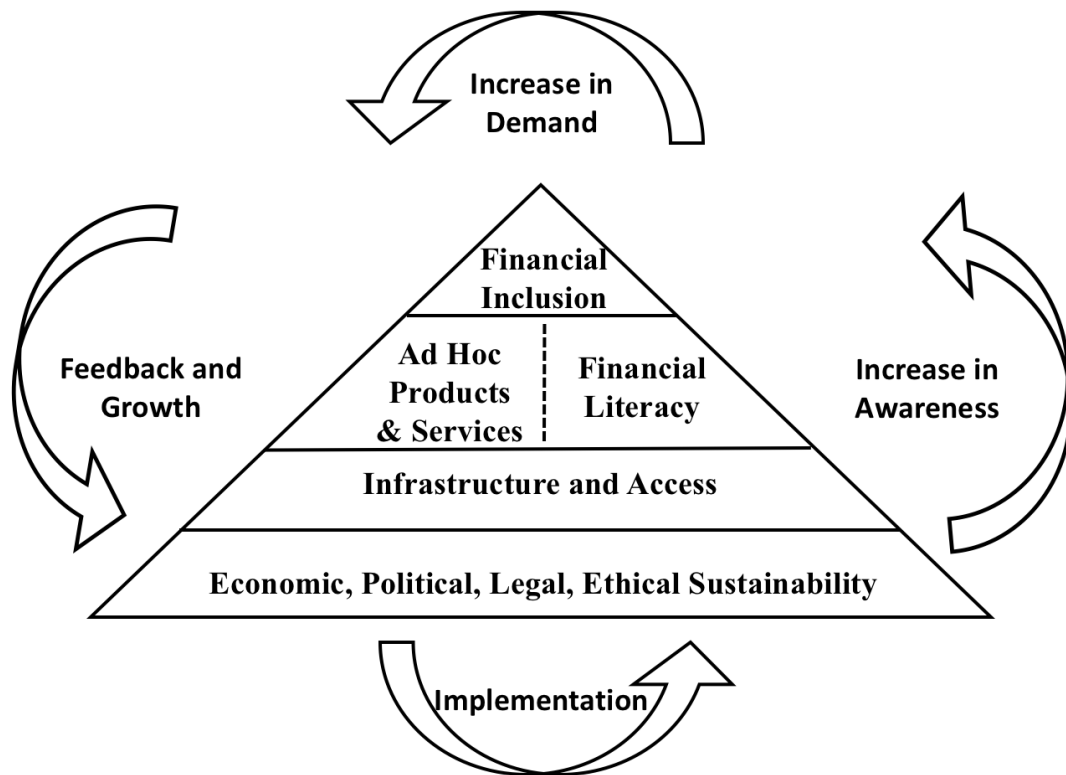 Increase in
Demand
Financial
Inclusion
Ad Hoc
Products
& Services
Financial
Literacy
Feedback and
Growth
Increase in
Awareness
Infrastructure and Access
Economic, Political, Legal, Ethical Sustainability
Implementation